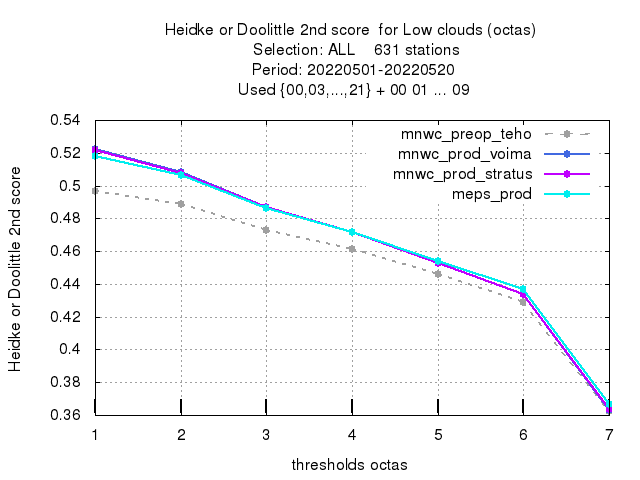 Heidke or Doolittle 2nd score  for Low clouds (octas)
Selection: ALL    631 stations
Period: 20220501-20220520
Used {00,03,...,21} + 00 01 ... 09
Heidke or Doolittle 2nd score
0.54
0.52
0.5
0.48
0.46
0.44
0.42
0.4
0.38
0.36
mnwc_preop_teho
mnwc_prod_voima
mnwc_prod_stratus
meps_prod
1 2 3 4 5 6 7
thresholds octas